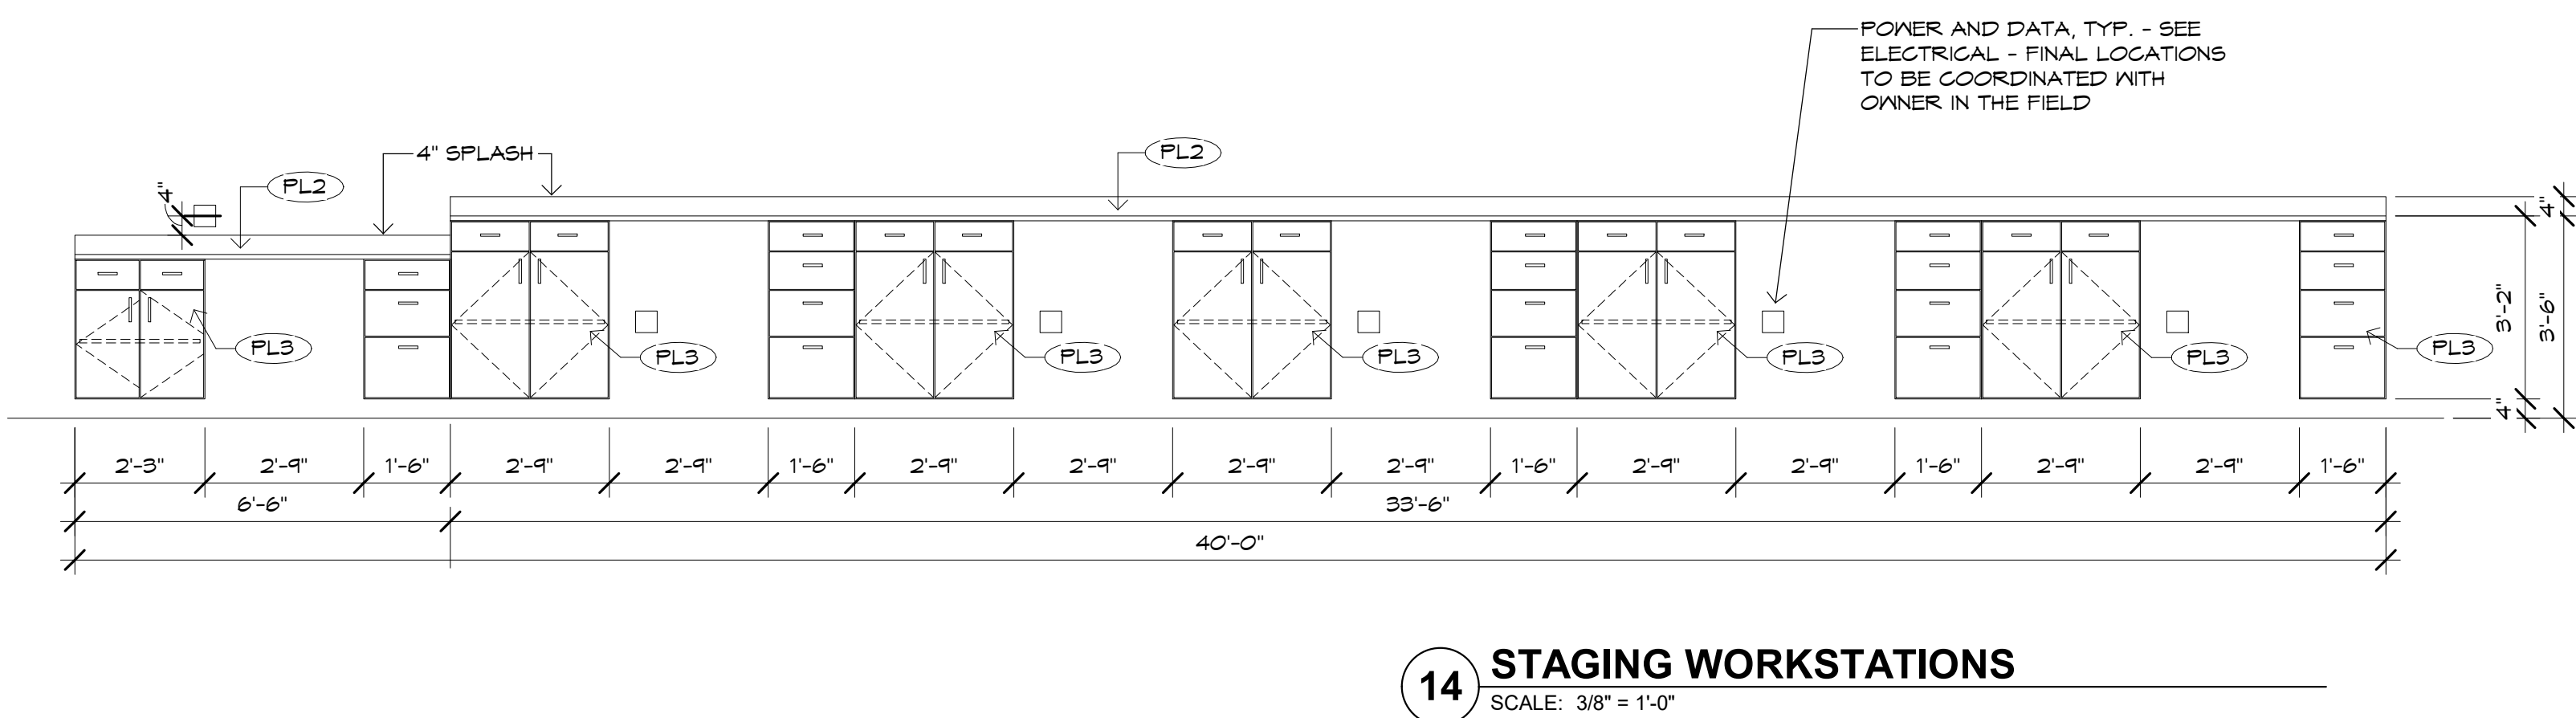 POWER AND DATA, TYP. - SEE
ELECTRICAL - FINAL LOCATIONS
TO BE COORDINATED WITH
OWNER IN THE FIELD
4" SPLASH
PL2
PL2
4"
4"
3'-2"
3'-6"
4"
PL3
PL3
PL3
PL3
PL3
PL3
PL3
2'-3"
2'-9"
1'-6"
2'-9"
2'-9"
1'-6"
2'-9"
2'-9"
2'-9"
2'-9"
1'-6"
2'-9"
2'-9"
1'-6"
2'-9"
2'-9"
1'-6"
6'-6"
33'-6"
40'-0"
14
STAGING WORKSTATIONS
SCALE: 3/8" = 1'-0"